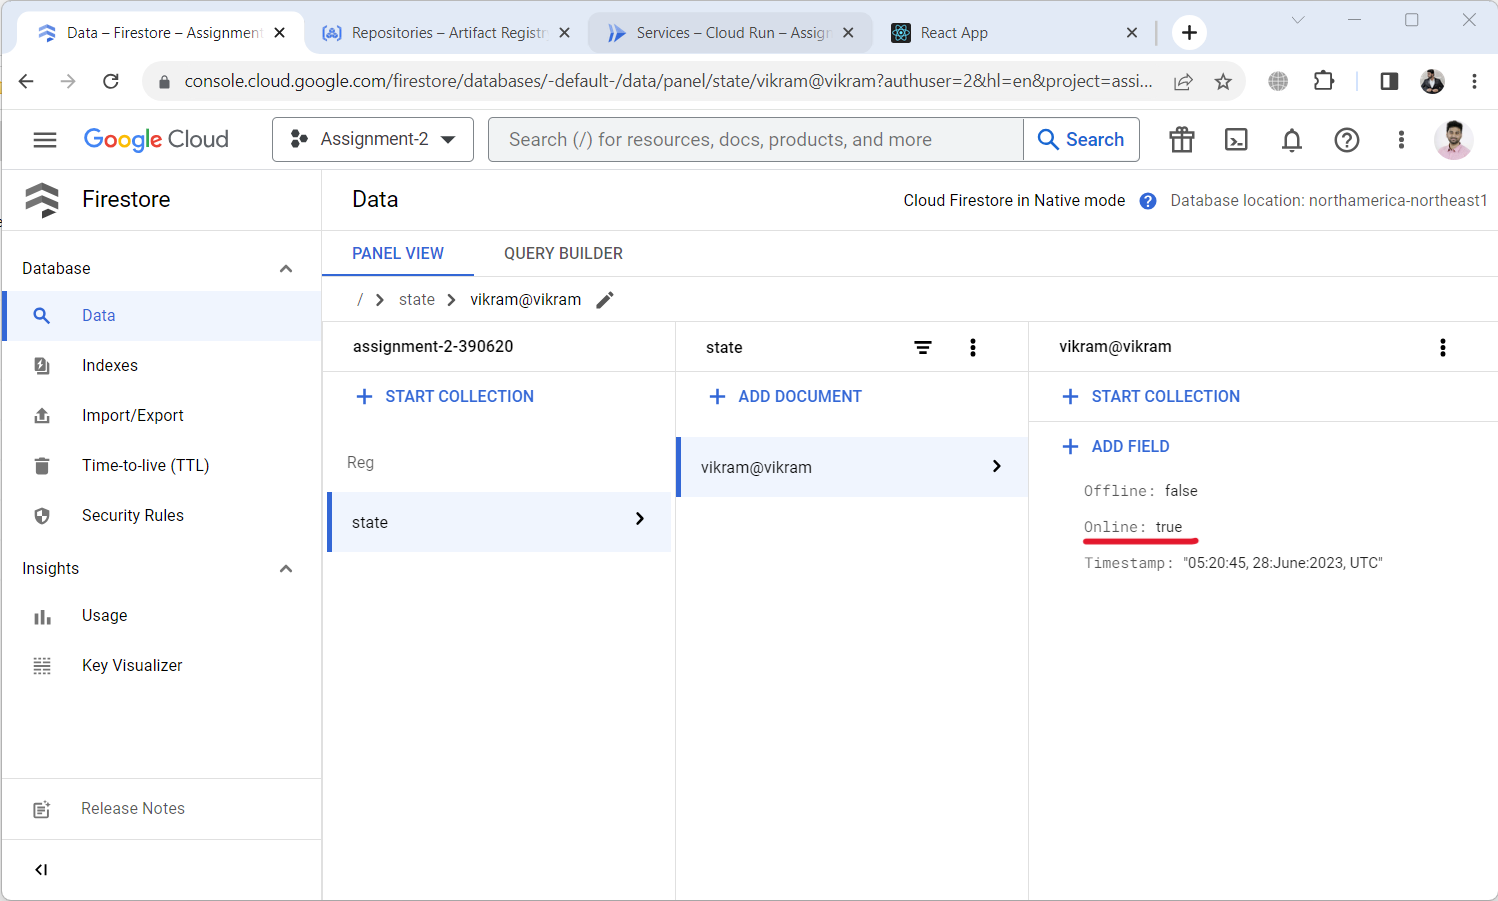 Data – Firestore – Assignment
Repositories – Artifact Registr
Services – Cloud Run – Assign
React App
console.cloud.google.com/firestore/databases/-default-/data/panel/state/vikram@vikram?authuser=2&hl=en&project=assi...
Google Cloud
Assignment-2
Search (/) for resources, docs, products, and more
Search
Firestore
Data
Cloud Firestore in Native mode
Database location: northamerica-northeast1
Database
PANEL VIEW
QUERY BUILDER
Data
/ state vikram@vikram
Indexes
Import/Export
Time-to-live (TTL)
Security Rules
Insights
Usage
Key Visualizer
Release Notes
assignment-2-390620
START COLLECTION
Reg
state
state
ADD DOCUMENT
vikram@vikram
vikram@vikram
START COLLECTION
ADD FIELD
Offline: false
Online: true
Timestamp: "05:20:45, 28:June:2023, UTC"